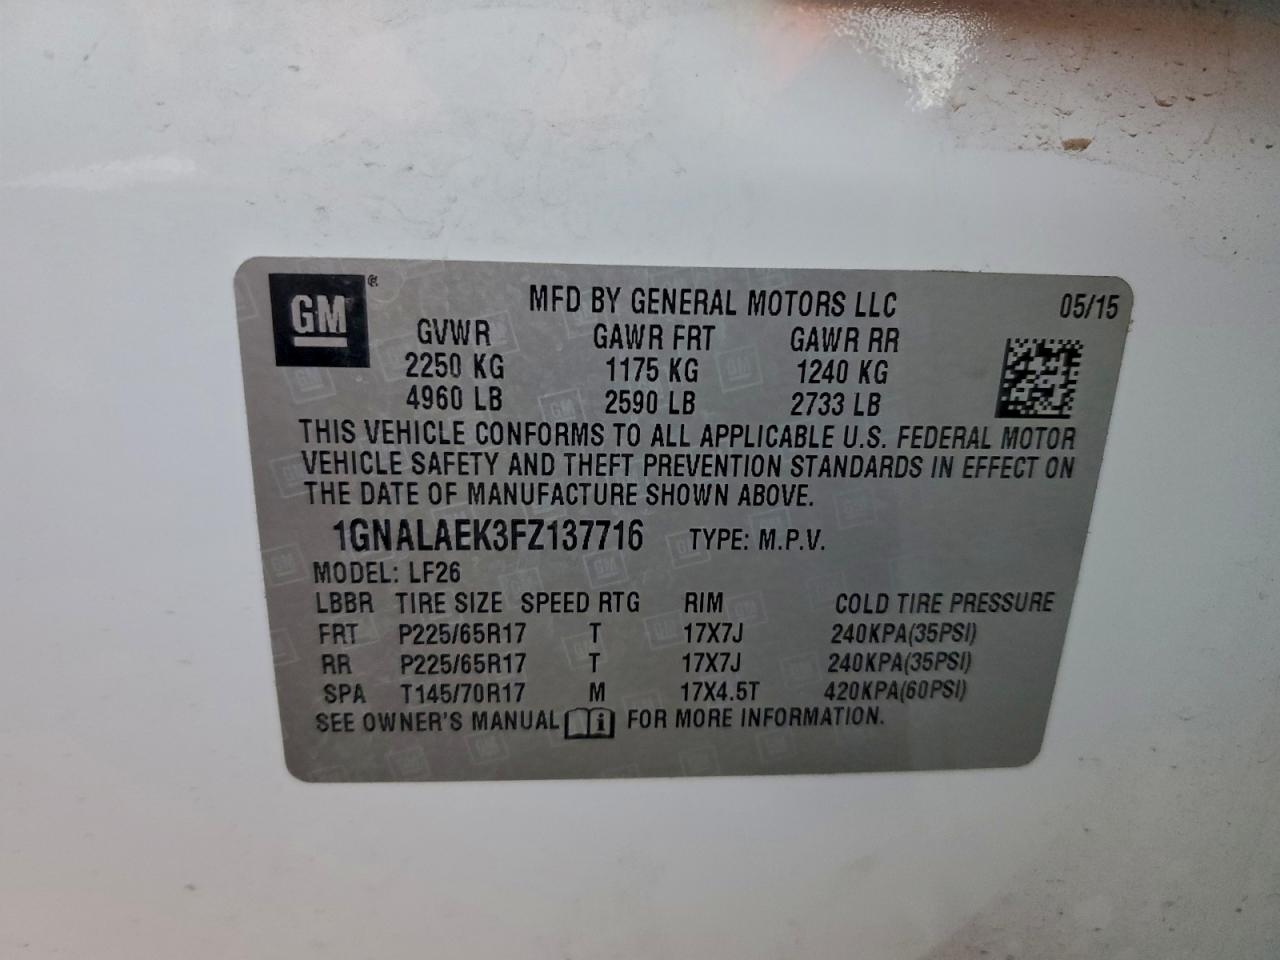 GM ®
MFD BY GENERAL MOTORS LLC 05/15
GVWR GAWR FRT GAWR RR
2250 KG 1175 KG 1240 KG
4960 LB 2590 LB 2733 LB
THIS VEHICLE CONFORMS TO ALL APPLICABLE U.S. FEDERAL MOTOR
VEHICLE SAFETY AND THEFT PREVENTION STANDARDS IN EFFECT ON
THE DATE OF MANUFACTURE SHOWN ABOVE.
1GNALAEK3FZ137716 TYPE: M.P.V.
MODEL: LF26
LBBR TIRE SIZE SPEED RTG RIM COLD TIRE PRESSURE
FRT P225/65R17 T 17X7J 240KPA(35PSI)
RR P225/65R17 T 17X7J 240KPA(35PSI)
SPA T145/70R17 M 17X4.5T 420KPA(60PSI)
SEE OWNER'S MANUAL i FOR MORE INFORMATION.